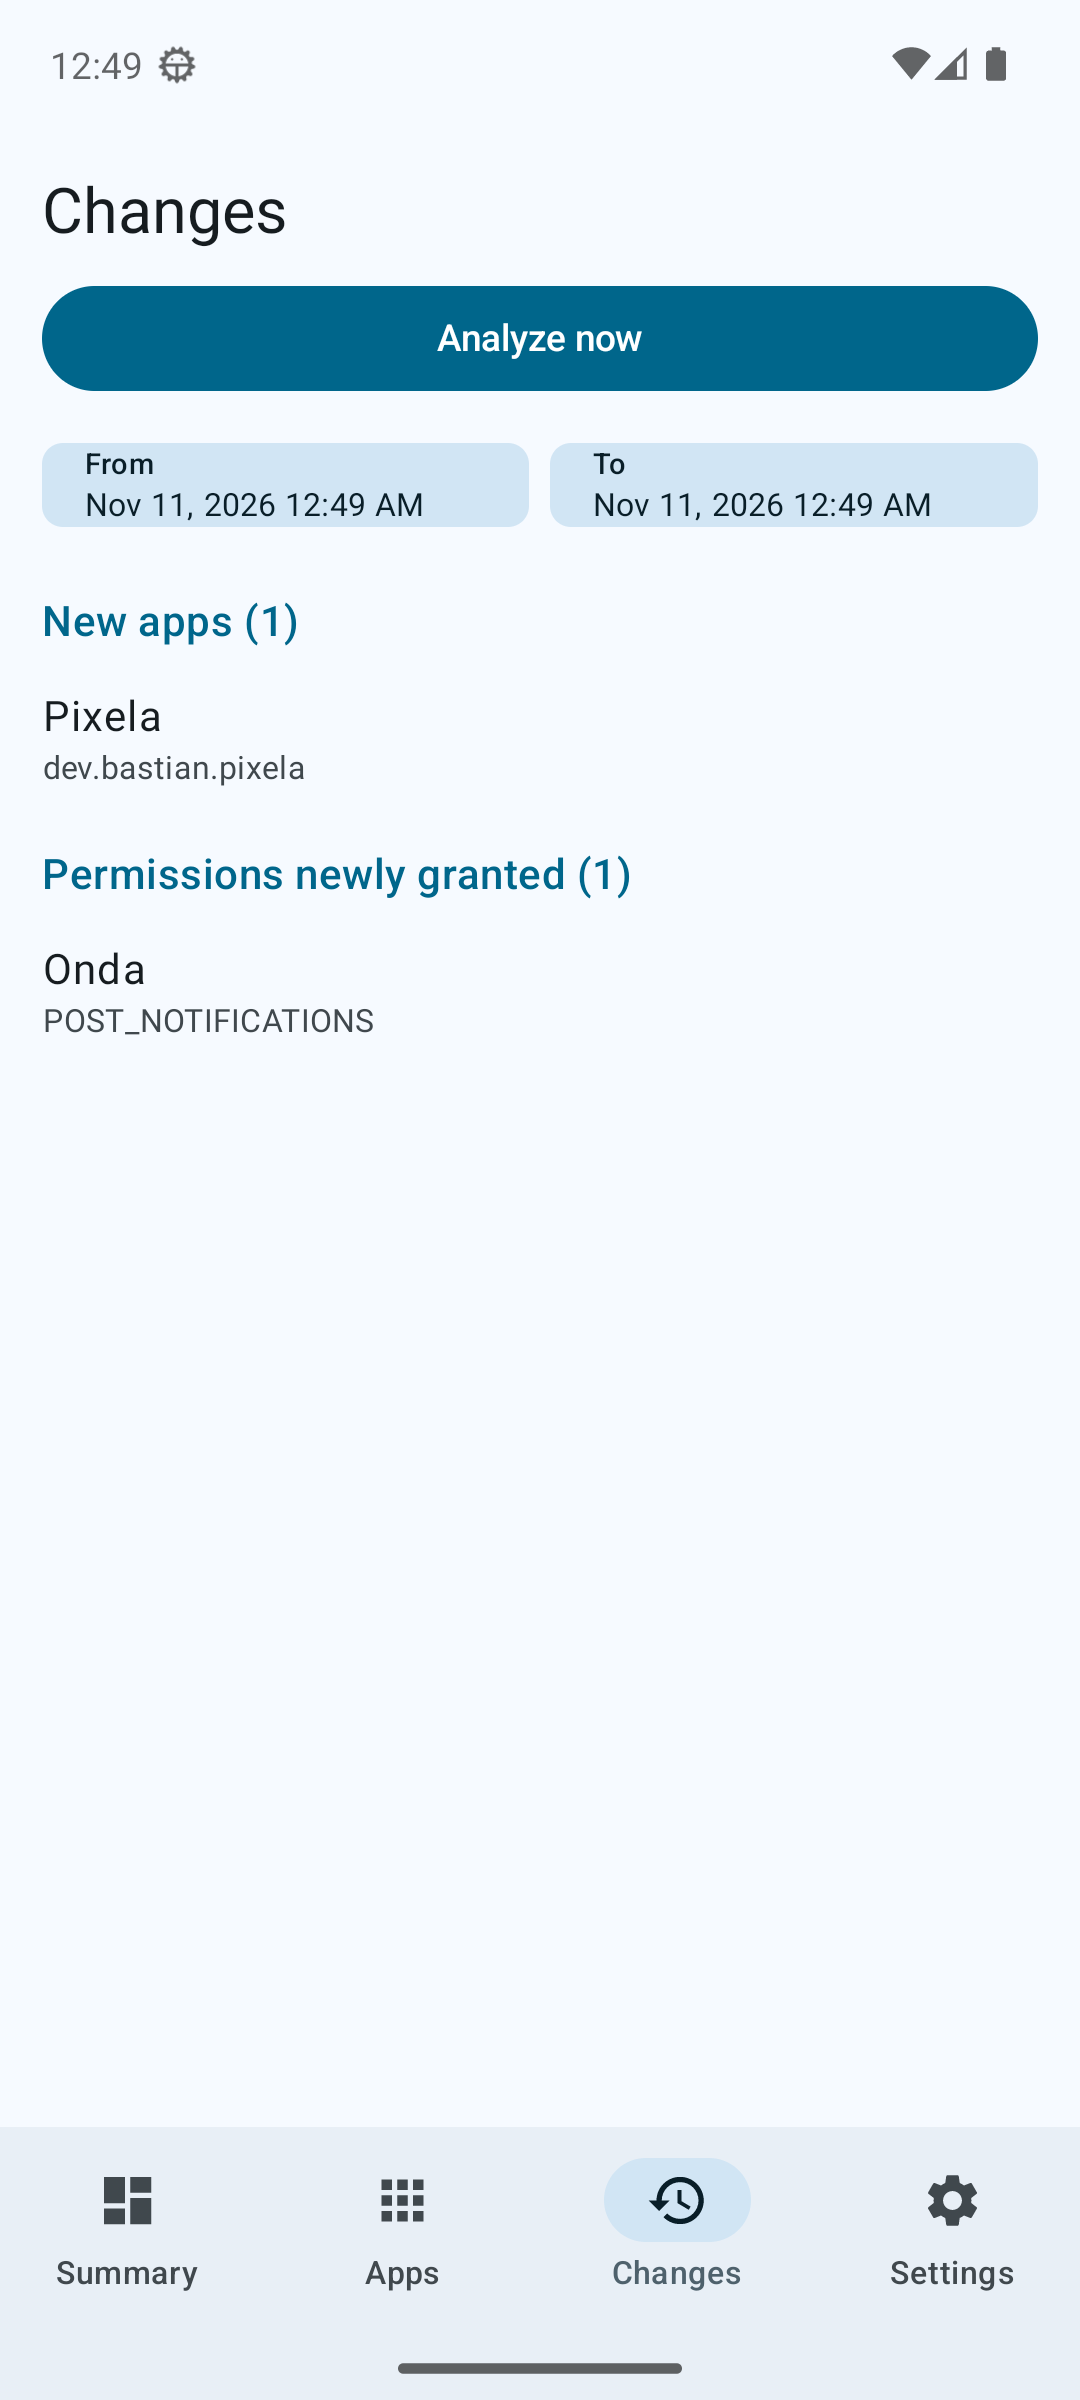 12:49
Changes
Analyze now
From
Nov 11, 2026 12:49 AM
To
Nov 11, 2026 12:49 AM
New apps (1)
Pixela
dev.bastian.pixela
Permissions newly granted (1)
Onda
POST_NOTIFICATIONS
Summary
Apps
Changes
Settings